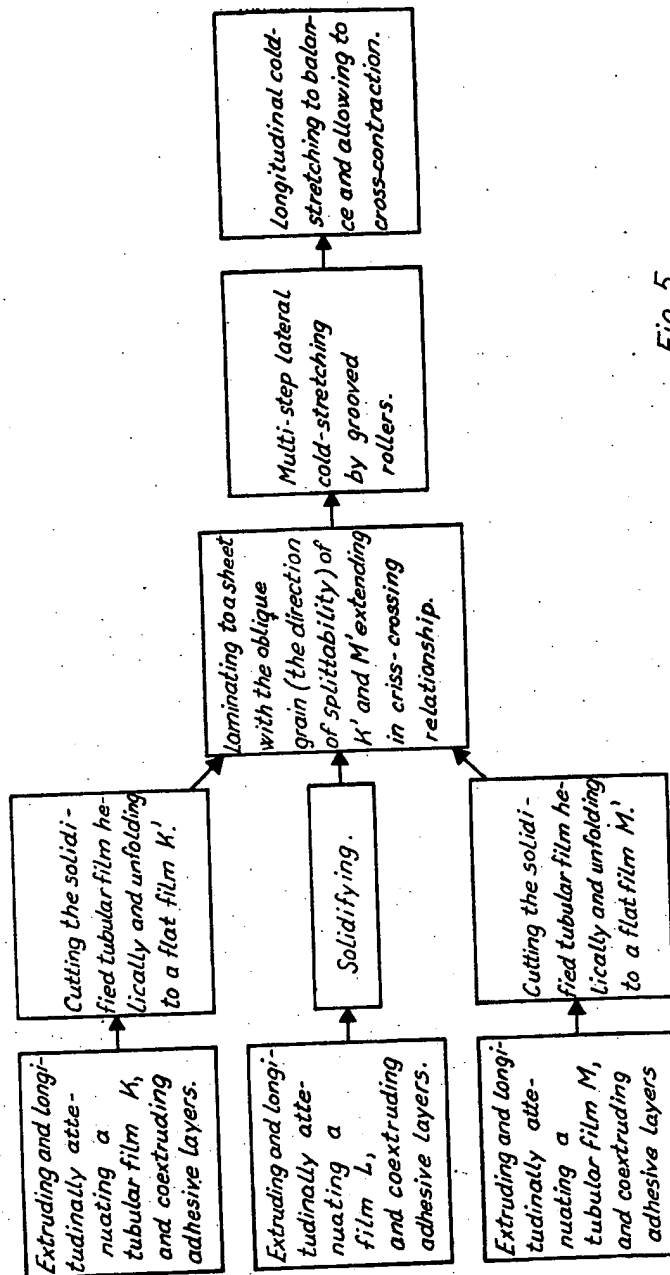 Extruding and longi-
tudinally atte-
nuating a
tubular film K,
and coextruding
adhesive layers.
Cutting the solidi-
fied tubular film he-
lically and unfolding
to a flat film K'.
Extruding and longi-
tudinally atte-
nuating a
film L,
and coextruding
adhesive layers.
Solidifying.
Extruding and longi-
tudinally atte-
nuating a
tubular film M,
and coextruding
adhesive layers
Cutting the solidi-
fied tubular film he-
lically and unfolding
to a flat film M'.
Laminating to a sheet
with the oblique
grain (the direction
of splittability) of
K' and M' extending
in criss-crossing
relationship.
Multi-step lateral
cold-stretching
by grooved
rollers.
Longitudinal cold-
stretching to balan-
ce and allowing to
cross-contraction.
Fig. 5